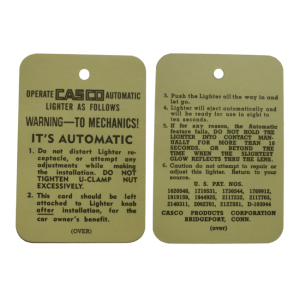 OPERATE CASCO AUTOMATIC
LIGHTER AS FOLLOWS
WARNING—TO MECHANICS!
IT'S AUTOMATIC
1. Do not distort Lighter re-
ceptacle, or attempt any
adjustments while making
the installation. DO NOT
TIGHTEN U-CLAMP NUT
EXCESSIVELY.
2. This card should be left
attached to Lighter knob
after installation, for the
car owner's benefit.
(OVER)
3. Push the Lighter all the way in and
let go.
4. Lighter will eject automatically and
will be ready for use in eight to
ten seconds.
5. If for any reason, the Automatic
feature fails, DO NOT HOLD THE
LIGHTER INTO CONTACT MAN-
UALLY FOR MORE THAN 10
SECONDS, OR BEYOND THE
TIME WHEN THE SLIGHTEST
GLOW REFLECTS THRU THE LENS.
6. Caution do not attempt to repair or
adjust this Lighter. Return to your
source.
U. S. PAT. NOS.
CASCO PRODUCTS CORPORATION
BRIDGEPORT, CONN.
(over)